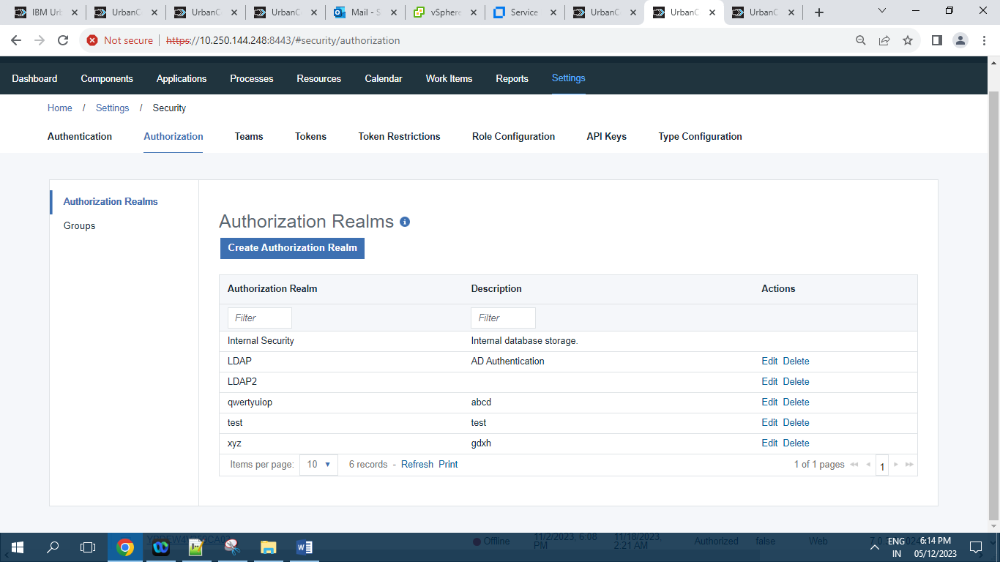 IBM Urb
UrbanC
UrbanC
UrbanC
Mail - S
vSphere
Service
UrbanC
UrbanC
UrbanC
Not secure
https://10.250.144.248:8443/#security/authorization
Dashboard Components Applications Processes Resources Calendar Work Items Reports Settings
Home / Settings / Security
Authentication Authorization Teams Tokens Token Restrictions Role Configuration API Keys Type Configuration
Authorization Realms
Groups
Authorization Realms
Create Authorization Realm
Authorization Realm Description Actions
Filter Filter
Internal Security Internal database storage.
LDAP AD Authentication Edit Delete
LDAP2 Edit Delete
qwertyuiop abcd Edit Delete
test test Edit Delete
xyz gdxh Edit Delete
Items per page: 10 6 records - Refresh Print 1 of 1 pages 1
Offline 11/2/2023, 6:08 PM 11/18/2023, 2:21 AM Authorized false Web
ENG 6:14 PM
IN 05/12/2023